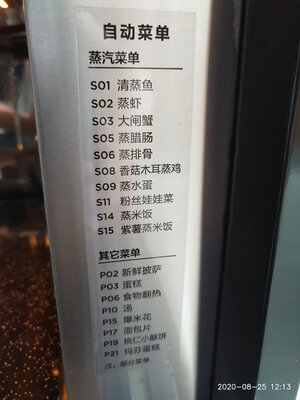 自动菜单
蒸汽菜单
S01 清蒸鱼
S02 蒸虾
S03 大闸蟹
S05 蒸腊肠
S06 蒸排骨
S08 香菇木耳蒸鸡
S09 蒸水蛋
S11 粉丝娃娃菜
S14 蒸米饭
S15 紫薯蒸米饭
其它菜单
P02 新鲜披萨
P03 蛋糕
P06 食物翻热
P10 汤
P15 爆米花
P17 面包片
P19 桃仁小酥饼
P21 玛芬蛋糕
注：部分菜单
2020-08-25 12:13